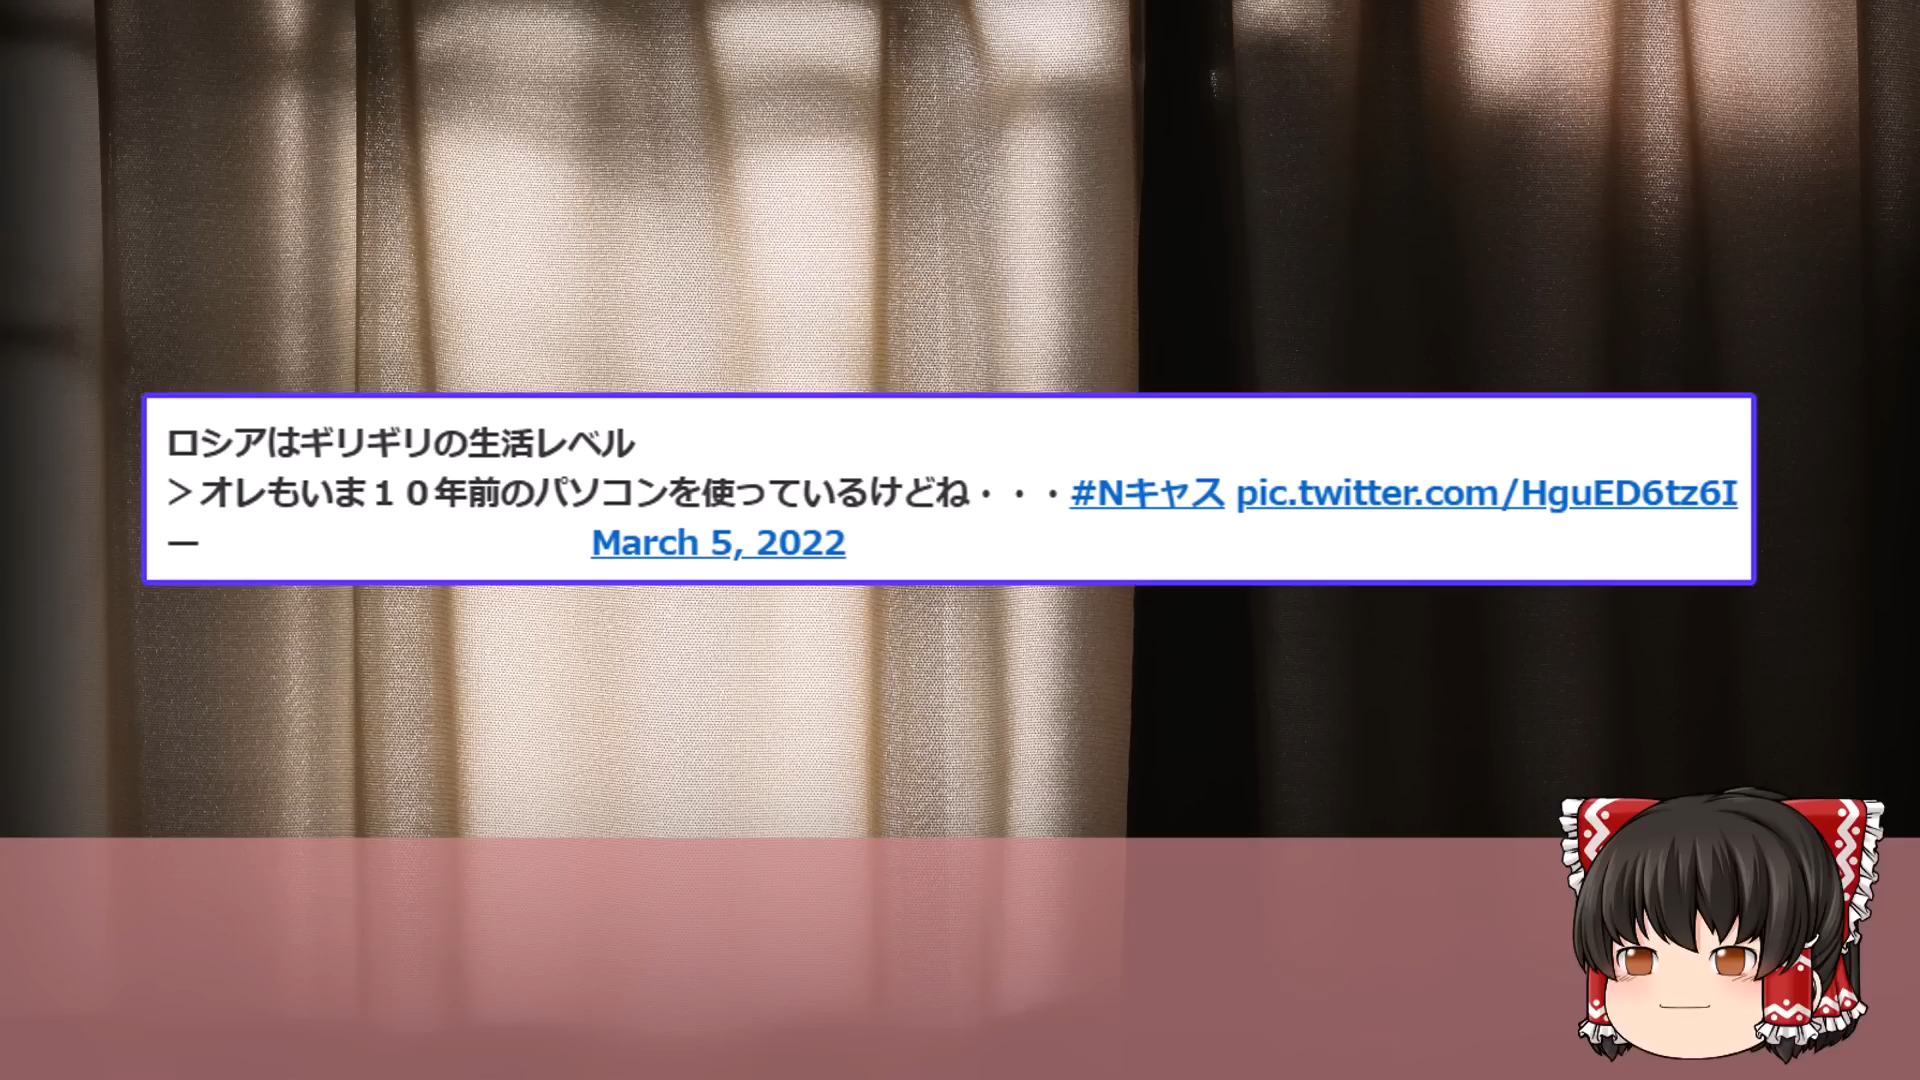 ロシアはギリギリの生活レベル
＞オレもいま１０年前のパソコンを使っているけどね・・・#Nキャス pic.twitter.com/HguED6tz6I
— March 5, 2022